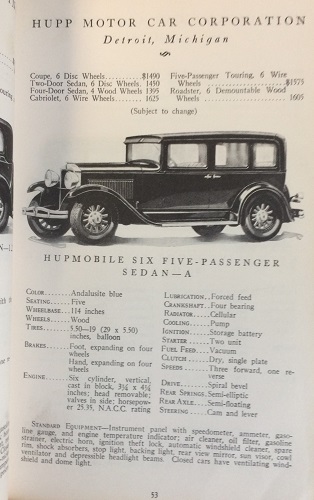 HUPP MOTOR CAR CORPORATION
Detroit, Michigan
Coupe, 6 Disc Wheels........$1490
Two-Door Sedan, 6 Disc Wheels. 1450
Four-Door Sedan, 4 Wood Wheels 1395
Cabriolet, 6 Wire Wheels...... 1625
Five-Passenger Touring, 6 Wire
Wheels ....................$1575
Roadster, 6 Demountable Wood
Wheels .................... 1605
(Subject to change)
HUPMOBILE SIX FIVE-PASSENGER
SEDAN—A
COLOR........Andalusite blue
SEATING......Five
WHEELBASE....114 inches
WHEELS.......Wood
TIRES........5.50—19 (29 x 5.50)
inches, balloon
BRAKES.......Foot, expanding on four
wheels
Hand, expanding on four
wheels
ENGINE.......Six cylinder, vertical,
cast in block, 3¼ x 4¼
inches; head removable;
valves in side; horsepow-
er 25.35, N.A.C.C. rating
LUBRICATION..Forced feed
CRANKSHAFT...Four bearing
RADIATOR.....Cellular
COOLING......Pump
IGNITION.....Storage battery
STARTER......Two unit
FUEL FEED....Vacuum
CLUTCH.......Dry, single plate
SPEEDS.......Three forward, one re-
verse
DRIVE........Spiral bevel
REAR SPRINGS.Semi-elliptic
REAR AXLE....Semi-floating
STEERING.....Cam and lever
STANDARD EQUIPMENT—Instrument panel with speedometer, ammeter, gaso-
line gauge, and engine temperature indicator; air cleaner, oil filter, gasoline
strainer, electric horn, ignition theft lock, automatic windshield cleaner, spare
rim, shock absorbers, stop light, backing light, rear view mirror, sun visor, cowl
ventilator and depressible headlight beams. Closed cars have ventilating wind-
shield and dome light.
53